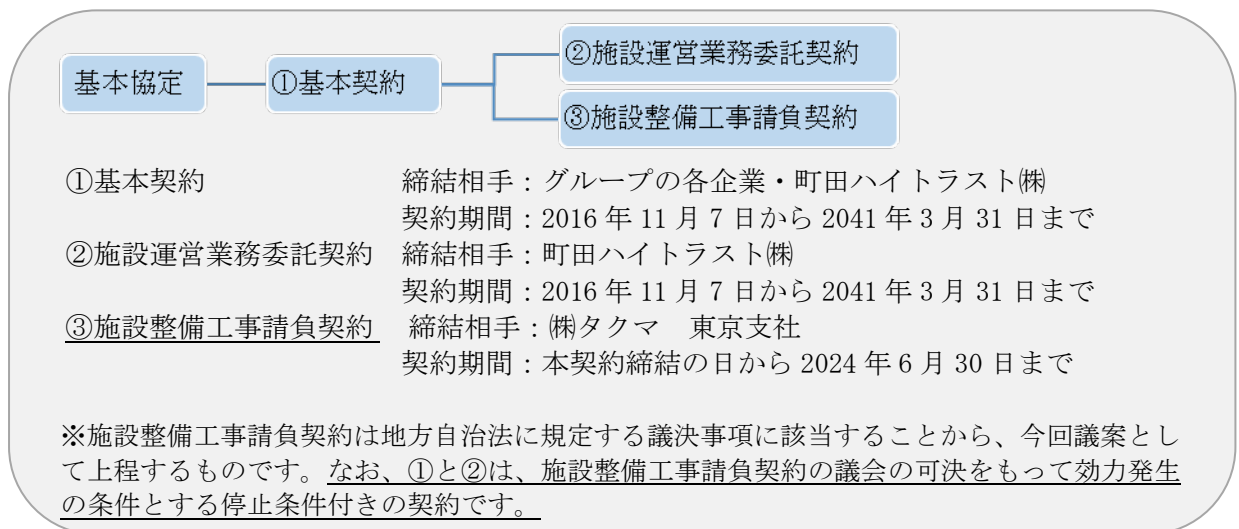 基本協定
①基本契約
②施設運営業務委託契約
③施設整備工事請負契約
①基本契約 締結相手：グループの各企業・町田ハイトラスト㈱
契約期間：2016 年 11 月 7 日から 2041 年 3 月 31 日まで
②施設運営業務委託契約 締結相手：町田ハイトラスト㈱
契約期間：2016 年 11 月 7 日から 2041 年 3 月 31 日まで
③施設整備工事請負契約 締結相手：㈱タクマ 東京支社
契約期間：本契約締結の日から 2024 年 6 月 30 日まで
※施設整備工事請負契約は地方自治法に規定する議決事項に該当することから、今回議案とし
て上程するものです。なお、①と②は、施設整備工事請負契約の議会の可決をもって効力発生
の条件とする停止条件付きの契約です。